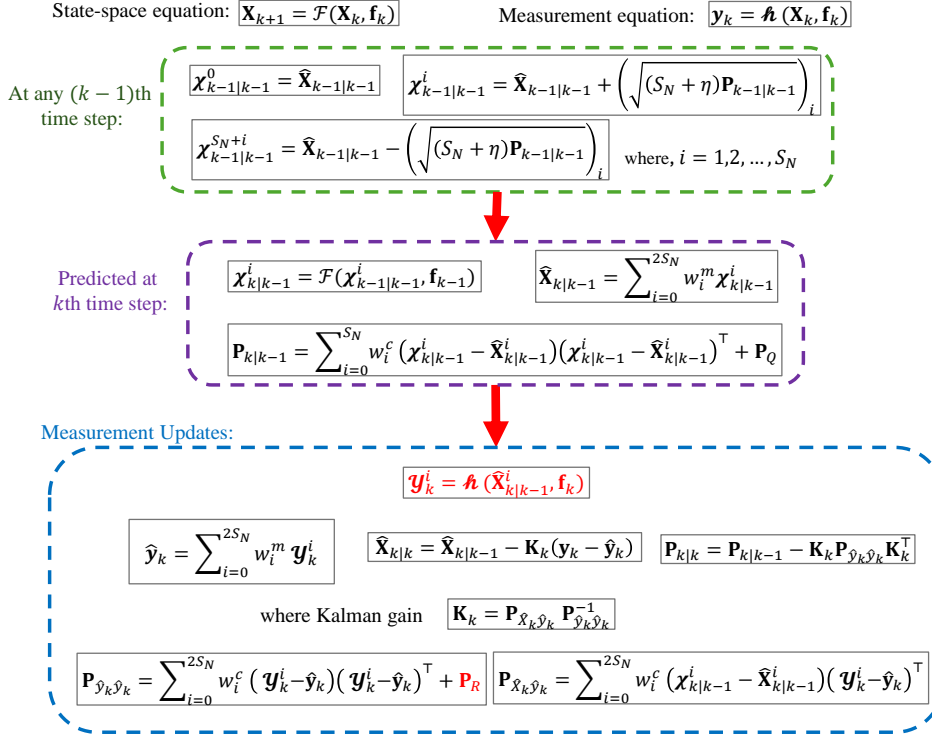 State-space equation: 𝐗ₖ₊₁ = ℱ(𝐗ₖ, 𝐟ₖ) Measurement equation: 𝐲ₖ = 𝒉 (𝐗ₖ, 𝐟ₖ)
At any (k − 1)th time step:
χ^0_{k−1|k−1} = X̂_{k−1|k−1} χ^i_{k−1|k−1} = X̂_{k−1|k−1} + (√((S_N + η)P_{k−1|k−1}))_i
χ^{S_N+i}_{k−1|k−1} = X̂_{k−1|k−1} − (√((S_N + η)P_{k−1|k−1}))_i where, i = 1,2, … , S_N
Predicted at kth time step:
χ^i_{k|k−1} = ℱ(χ^i_{k−1|k−1}, f_{k−1}) X̂_{k|k−1} = ∑_{i=0}^{2S_N} w_i^m χ^i_{k|k−1}
P_{k|k−1} = ∑_{i=0}^{S_N} w_i^c (χ^i_{k|k−1} − X̂^i_{k|k−1})(χ^i_{k|k−1} − X̂^i_{k|k−1})^⊤ + P_Q
Measurement Updates:
𝓨^i_k = 𝒉 (X̂^i_{k|k−1}, f_k)
ŷ_k = ∑_{i=0}^{2S_N} w_i^m 𝓨^i_k X̂_{k|k} = X̂_{k|k−1} − K_k(y_k − ŷ_k) P_{k|k} = P_{k|k−1} − K_k P_{ŷ_kŷ_k} K_k^⊤
where Kalman gain K_k = P_{X̂_kŷ_k} P^{−1}_{ŷ_kŷ_k}
P_{ŷ_kŷ_k} = ∑_{i=0}^{2S_N} w_i^c (𝓨^i_k−ŷ_k)(𝓨^i_k−ŷ_k)^⊤ + P_R P_{X̂_kŷ_k} = ∑_{i=0}^{2S_N} w_i^c (χ^i_{k|k−1} − X̂^i_{k|k−1})(𝓨^i_k−ŷ_k)^⊤